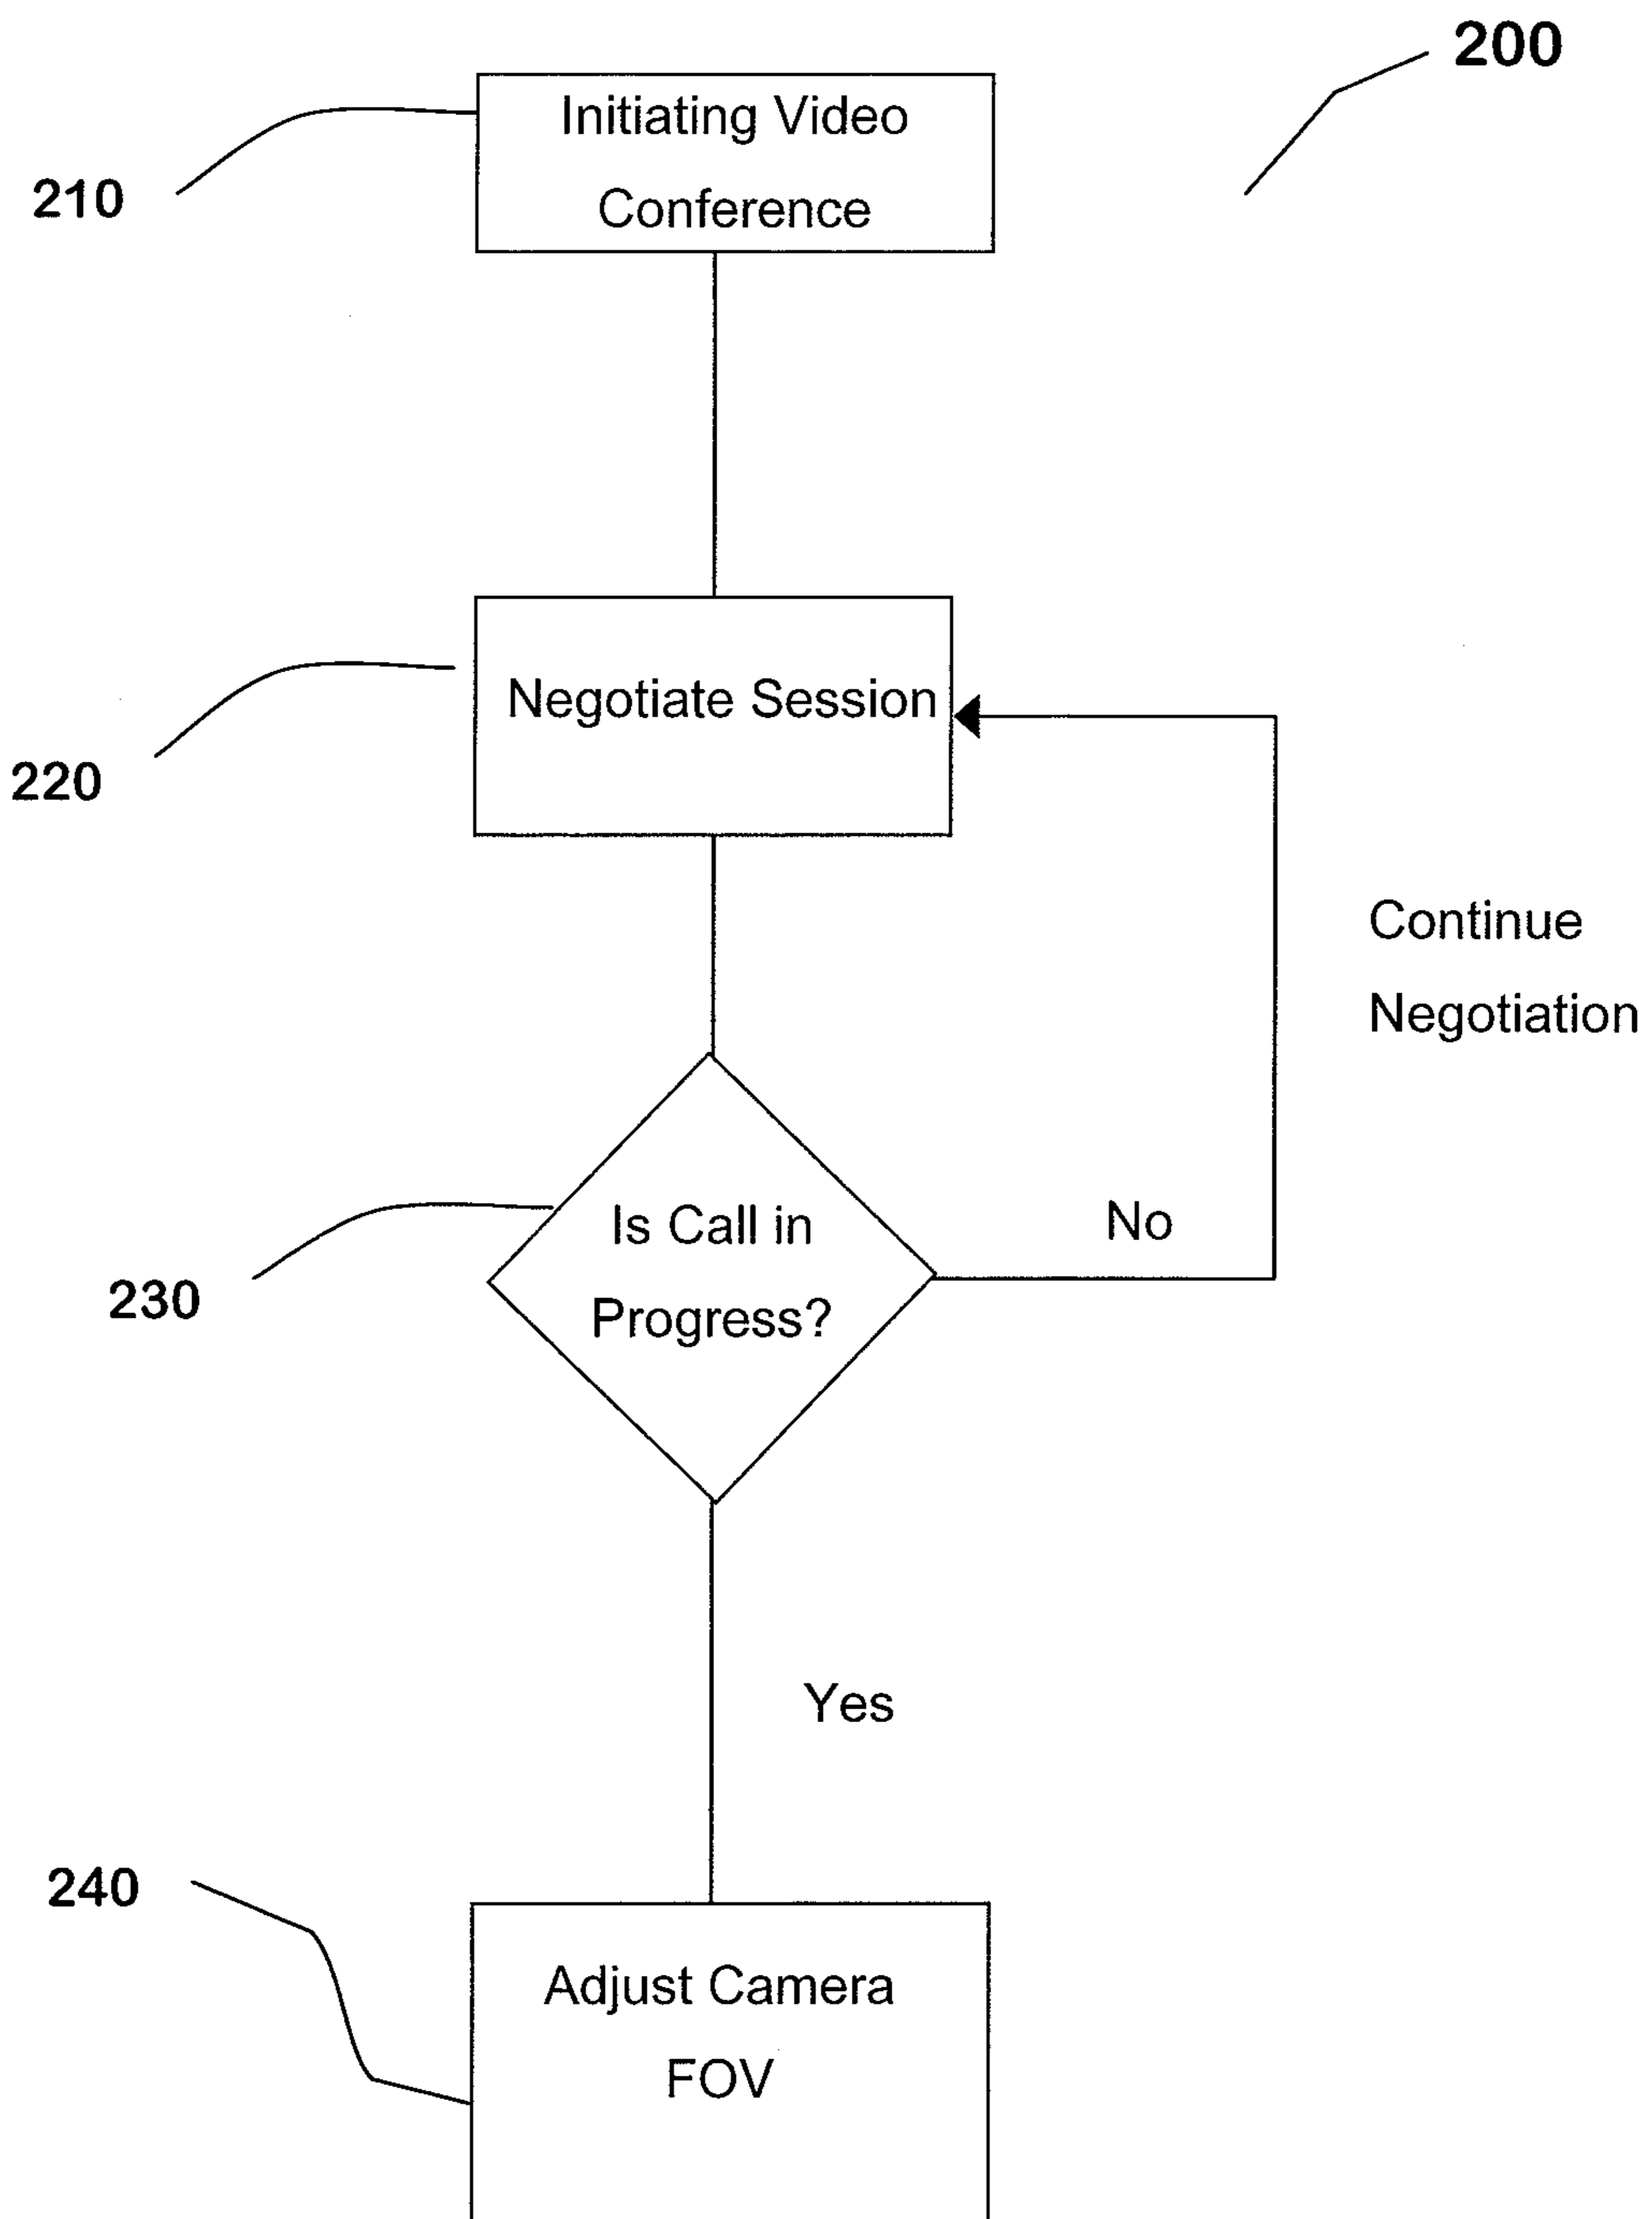 200
Initiating Video
Conference
210
Negotiate Session
220
Continue
Negotiation
Is Call in
Progress?
No
230
Yes
240
Adjust Camera
FOV